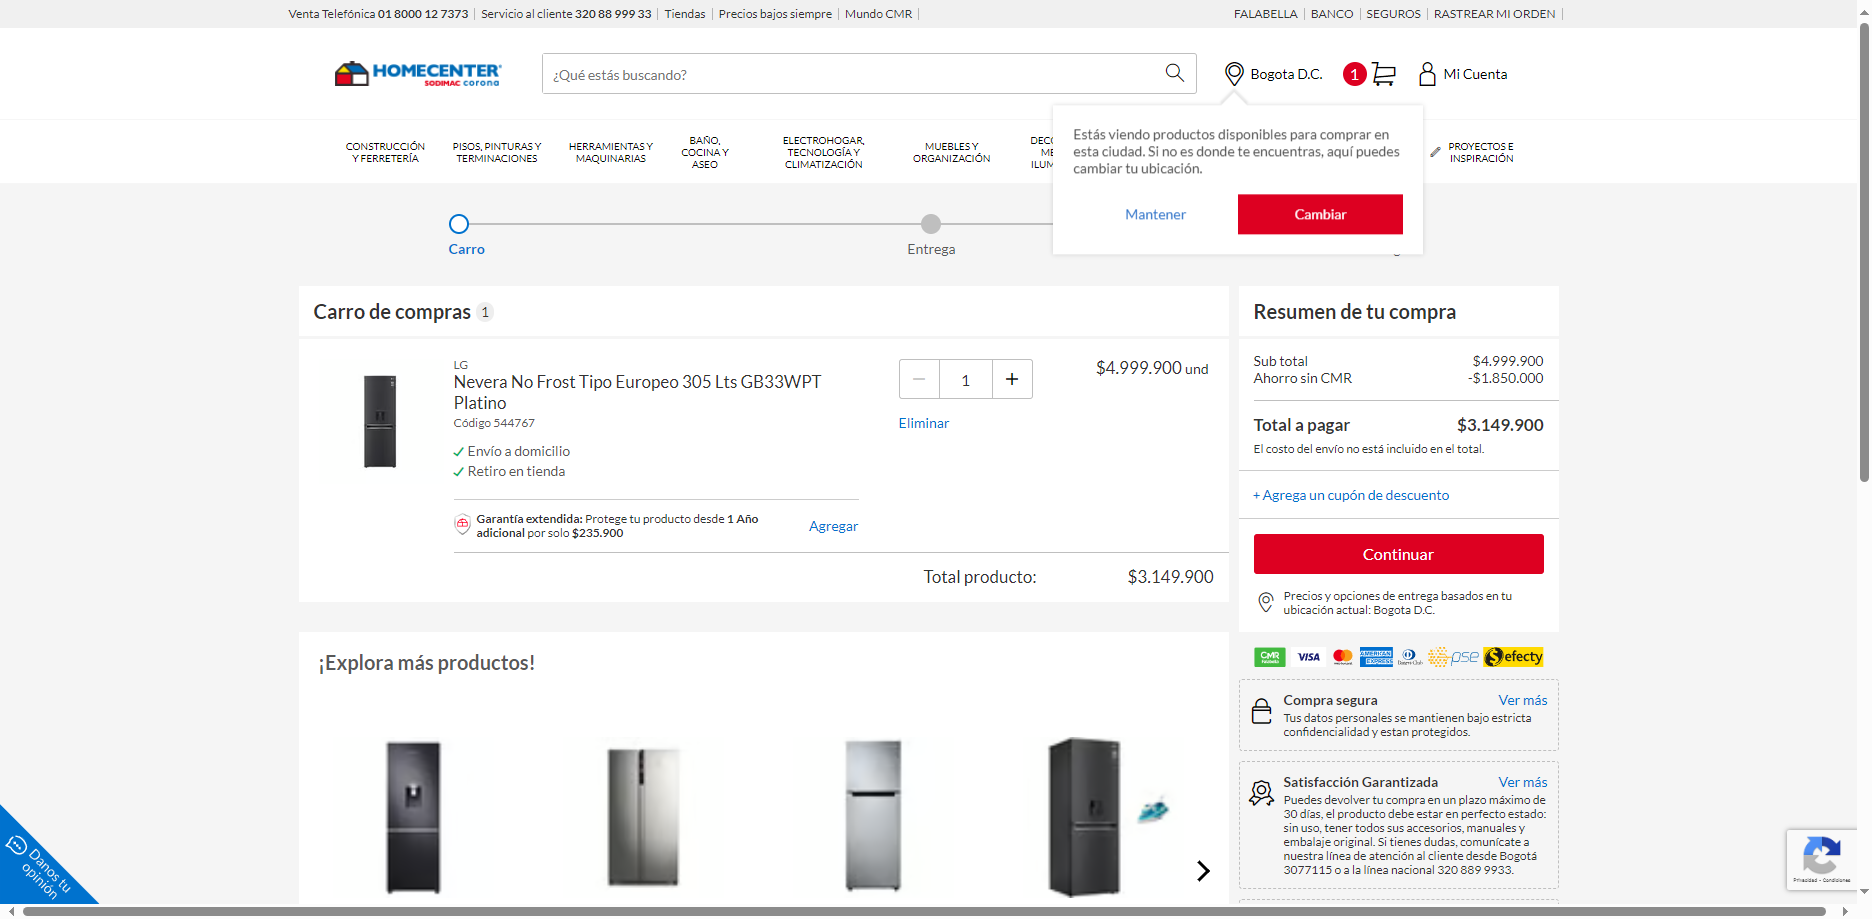 Venta Telefónica 01 8000 12 7373 Servicio al cliente 320 88 999 33 Tiendas Precios bajos siempre Mundo CMR
FALABELLA BANCO SEGUROS RASTREAR MI ORDEN
HOMECENTER
SODIMAC corona
¿Qué estás buscando?
Bogota D.C.
1
Mi Cuenta
Estás viendo productos disponibles para comprar en
esta ciudad. Si no es donde te encuentras, aquí puedes
cambiar tu ubicación.
Mantener
Cambiar
CONSTRUCCIÓN
Y FERRETERÍA
PISOS, PINTURAS Y
TERMINACIONES
HERRAMIENTAS Y
MAQUINARIAS
BAÑO,
COCINA Y
ASEO
ELECTROHOGAR,
TECNOLOGÍA Y
CLIMATIZACIÓN
MUEBLES Y
ORGANIZACIÓN
PROYECTOS E
INSPIRACIÓN
Carro
Entrega
Carro de compras 1
LG
Nevera No Frost Tipo Europeo 305 Lts GB33WPT
Platino
Código 544767
Envío a domicilio
Retiro en tienda
1
Eliminar
$4.999.900 und
Garantía extendida: Protege tu producto desde 1 Año
adicional por solo $235.900
Agregar
Total producto: $3.149.900
Resumen de tu compra
Sub total $4.999.900
Ahorro sin CMR -$1.850.000
Total a pagar $3.149.900
El costo del envío no está incluido en el total.
+ Agrega un cupón de descuento
Continuar
Precios y opciones de entrega basados en tu
ubicación actual: Bogota D.C.
CMR VISA AMERICAN EXPRESS pse efecty
Compra segura Ver más
Tus datos personales se mantienen bajo estricta
confidencialidad y estan protegidos.
Satisfacción Garantizada Ver más
Puedes devolver tu compra en un plazo máximo de
30 días, el producto debe estar en perfecto estado:
sin uso, tener todos sus accesorios, manuales y
embalaje original. Si tienes dudas, comunícate a
nuestra línea de atención al cliente desde Bogotá
3077115 o a la línea nacional 320 889 9933.
¡Explora más productos!
Danos tu
opinión
Privacidad - Condiciones